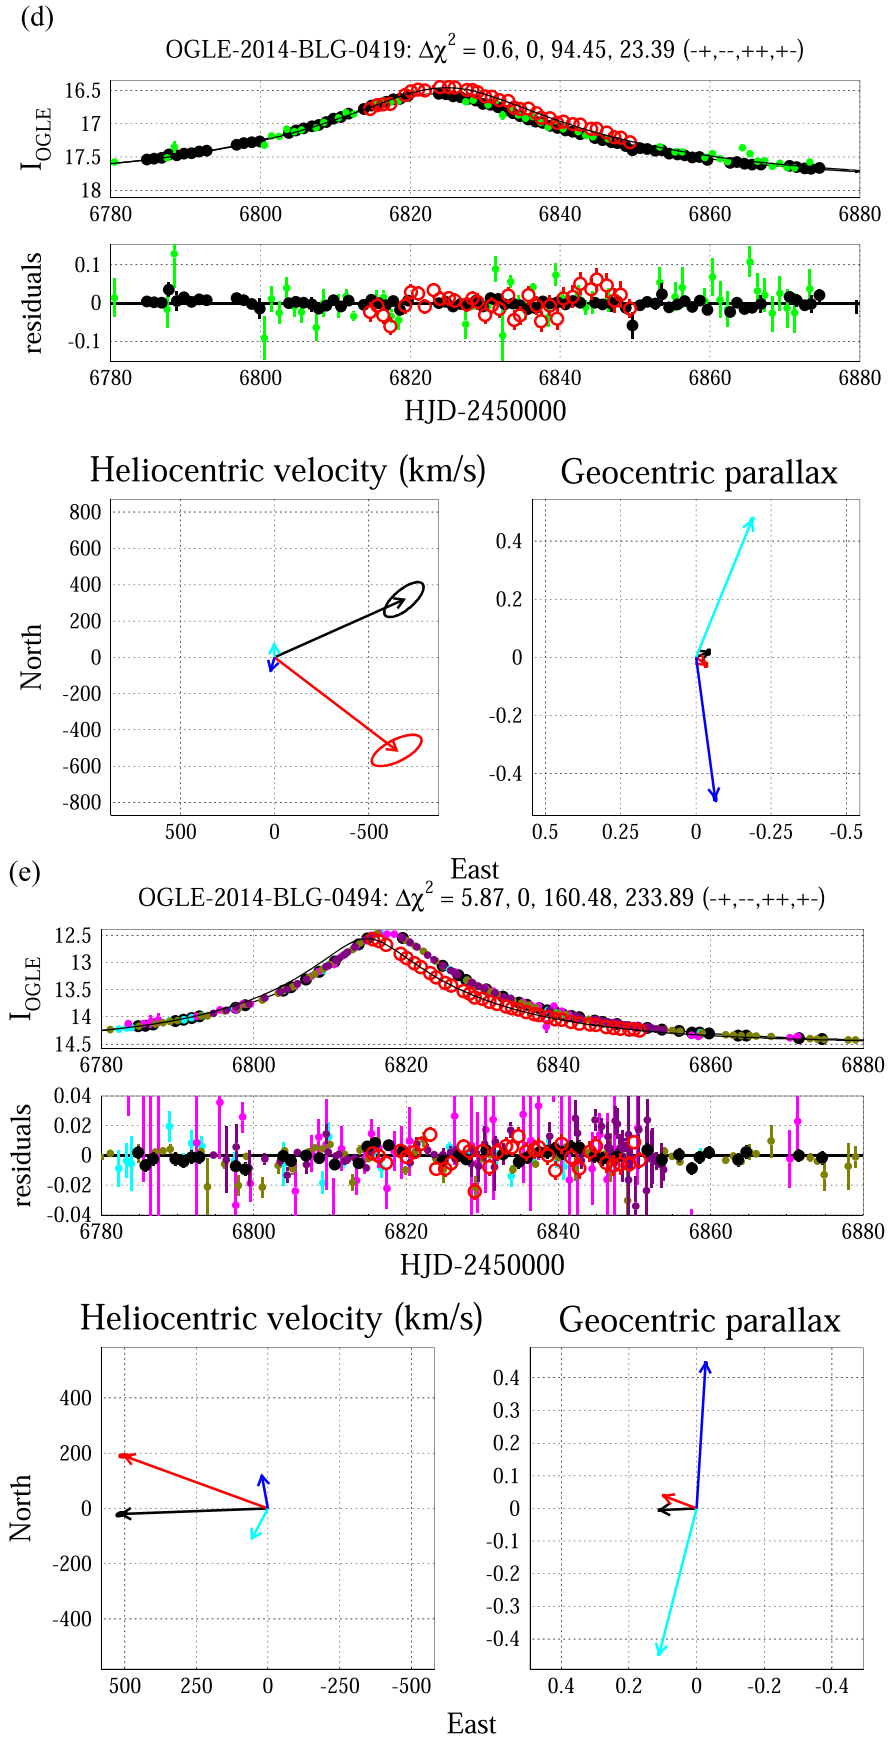 (d)
OGLE-2014-BLG-0419: Δχ² = 0.6, 0, 94.45, 23.39 (-+,--,++,+-)
I_OGLE
16.5
17
17.5
18
6780 6800 6820 6840 6860 6880
residuals
0.1
0
-0.1
6780 6800 6820 6840 6860 6880
HJD-2450000
Heliocentric velocity (km/s)
Geocentric parallax
North
800
600
400
200
0
-200
-400
-600
-800
500 0 -500
0.4
0.2
0
-0.2
-0.4
0.5 0.25 0 -0.25 -0.5
East
(e)
OGLE-2014-BLG-0494: Δχ² = 5.87, 0, 160.48, 233.89 (-+,--,++,+-)
I_OGLE
12.5
13
13.5
14
14.5
6780 6800 6820 6840 6860 6880
residuals
0.04
0.02
0
-0.02
-0.04
6780 6800 6820 6840 6860 6880
HJD-2450000
Heliocentric velocity (km/s)
Geocentric parallax
North
400
200
0
-200
-400
500 250 0 -250 -500
0.4
0.3
0.2
0.1
0
-0.1
-0.2
-0.3
-0.4
0.4 0.2 0 -0.2 -0.4
East